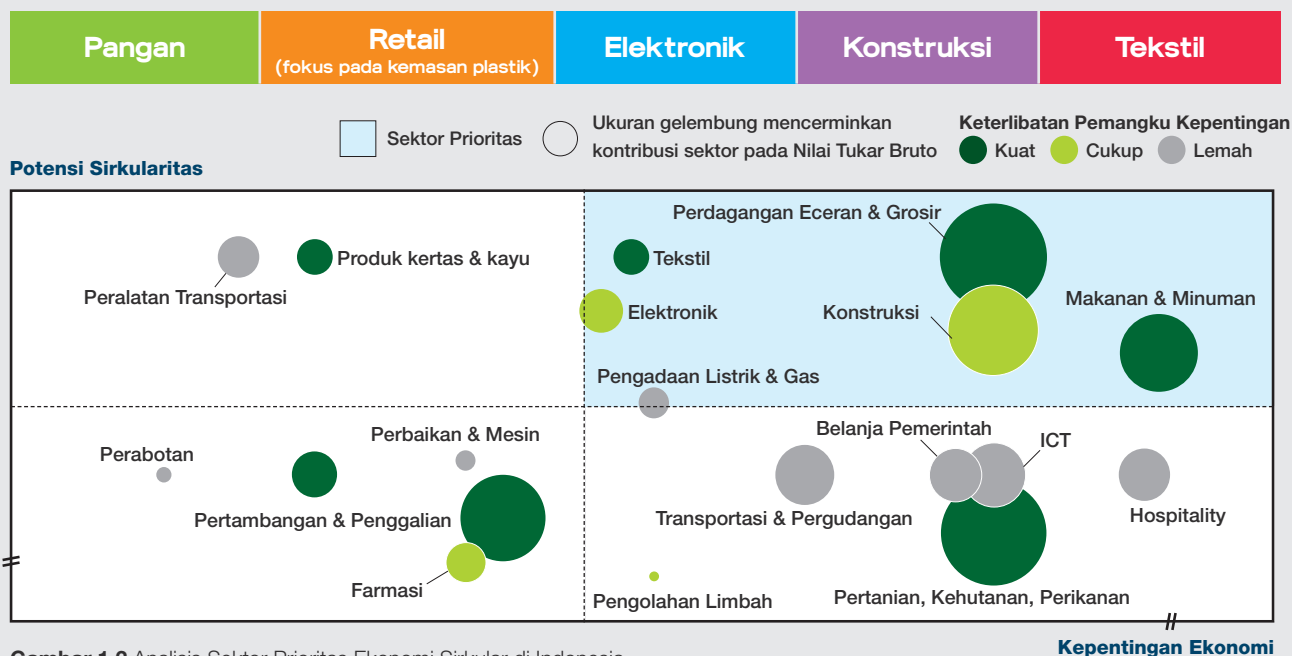 Pangan
Retail
(fokus pada kemasan plastik)
Elektronik
Konstruksi
Tekstil
Sektor Prioritas
Ukuran gelembung mencerminkan
kontribusi sektor pada Nilai Tukar Bruto
Keterlibatan Pemangku Kepentingan
Kuat
Cukup
Lemah
Potensi Sirkularitas
Perdagangan Eceran & Grosir
Produk kertas & kayu
Tekstil
Peralatan Transportasi
Makanan & Minuman
Elektronik
Konstruksi
Pengadaan Listrik & Gas
Belanja Pemerintah
Perbaikan & Mesin
ICT
Perabotan
Pertambangan & Penggalian
Transportasi & Pergudangan
Hospitality
Farmasi
Pengolahan Limbah
Pertanian, Kehutanan, Perikanan
Kepentingan Ekonomi